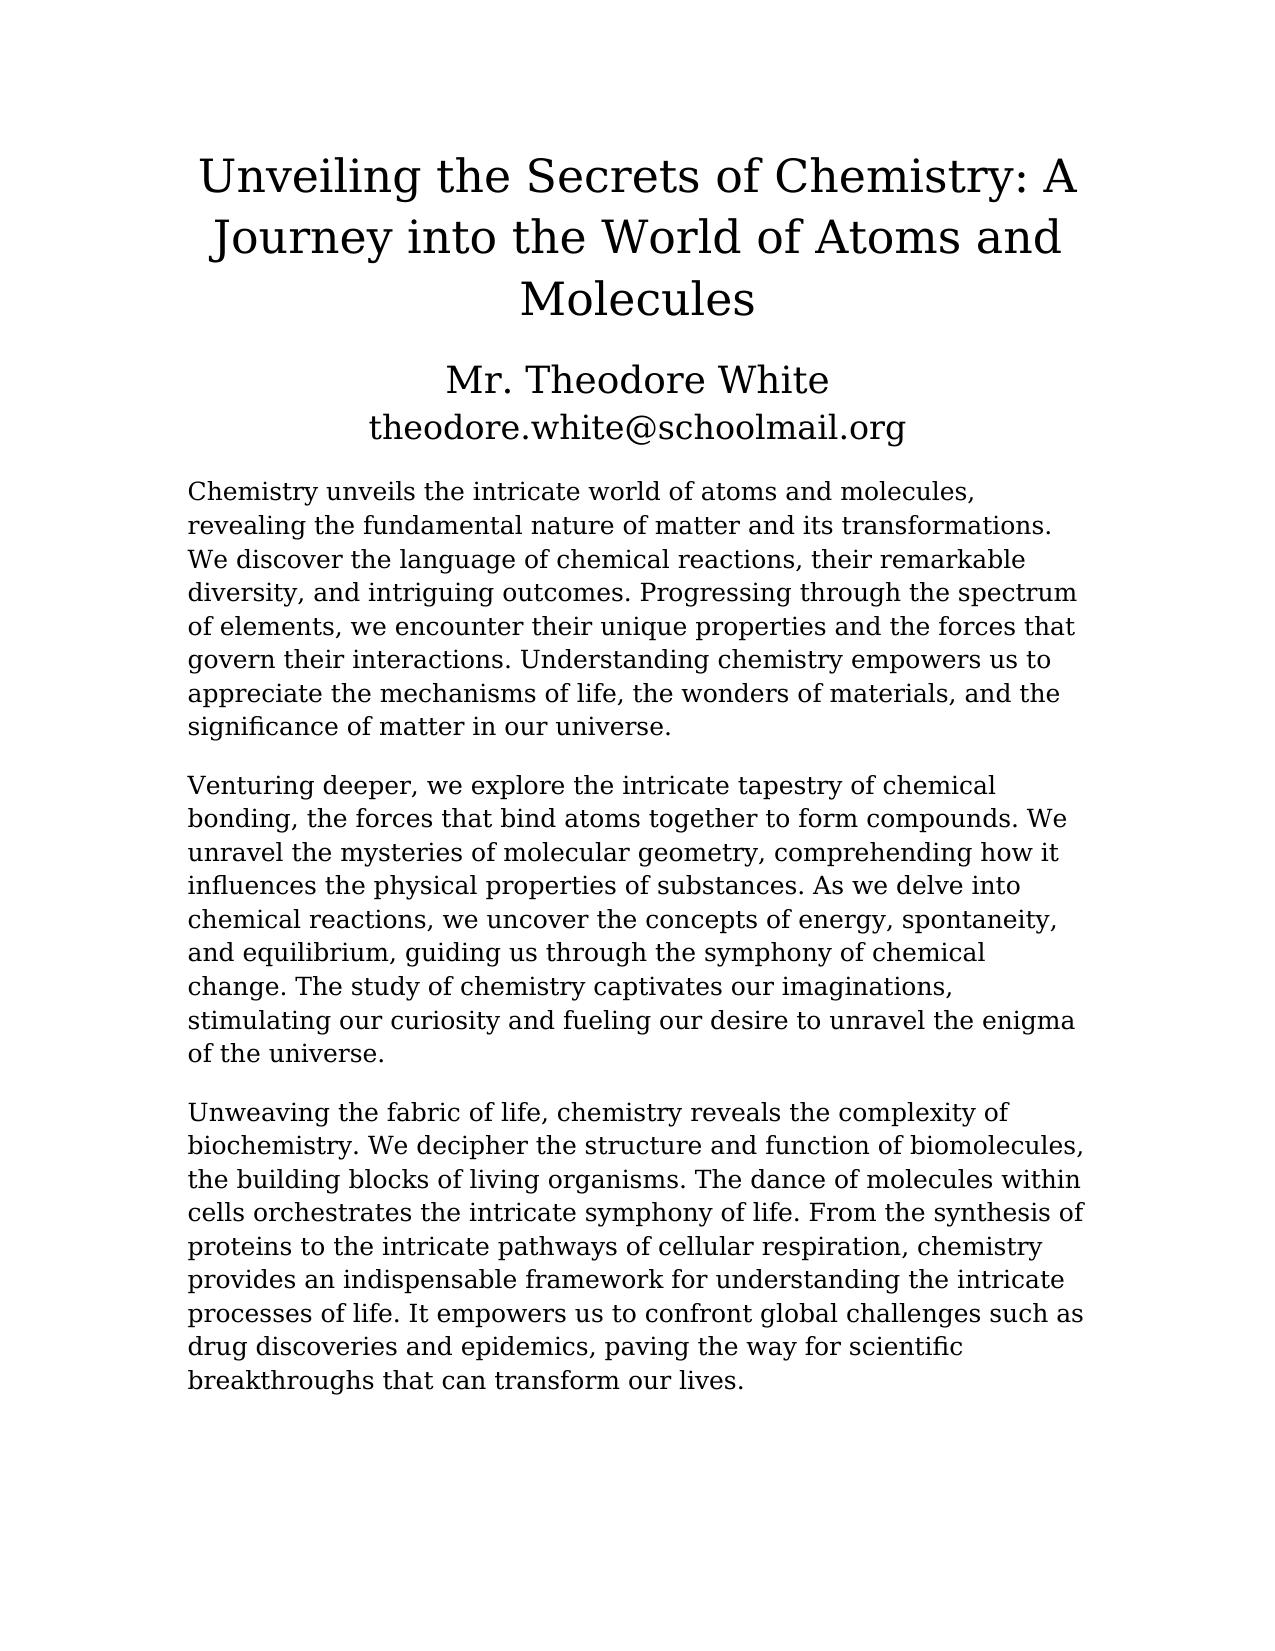 Unveiling the Secrets of Chemistry: A
Journey into the World of Atoms and
Molecules
Mr. Theodore White
theodore.white@schoolmail.org
Chemistry unveils the intricate world of atoms and molecules,
revealing the fundamental nature of matter and its transformations.
We discover the language of chemical reactions, their remarkable
diversity, and intriguing outcomes. Progressing through the spectrum
of elements, we encounter their unique properties and the forces that
govern their interactions. Understanding chemistry empowers us to
appreciate the mechanisms of life, the wonders of materials, and the
significance of matter in our universe.
Venturing deeper, we explore the intricate tapestry of chemical
bonding, the forces that bind atoms together to form compounds. We
unravel the mysteries of molecular geometry, comprehending how it
influences the physical properties of substances. As we delve into
chemical reactions, we uncover the concepts of energy, spontaneity,
and equilibrium, guiding us through the symphony of chemical
change. The study of chemistry captivates our imaginations,
stimulating our curiosity and fueling our desire to unravel the enigma
of the universe.
Unweaving the fabric of life, chemistry reveals the complexity of
biochemistry. We decipher the structure and function of biomolecules,
the building blocks of living organisms. The dance of molecules within
cells orchestrates the intricate symphony of life. From the synthesis of
proteins to the intricate pathways of cellular respiration, chemistry
provides an indispensable framework for understanding the intricate
processes of life. It empowers us to confront global challenges such as
drug discoveries and epidemics, paving the way for scientific
breakthroughs that can transform our lives.